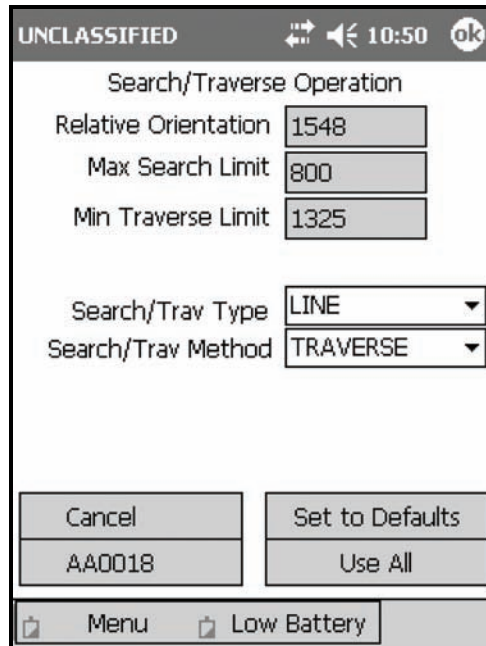 UNCLASSIFIED 10:50 ok
Search/Traverse Operation
Relative Orientation 1548
Max Search Limit 800
Min Traverse Limit 1325
Search/Trav Type LINE
Search/Trav Method TRAVERSE
Cancel Set to Defaults
AA0018 Use All
Menu Low Battery